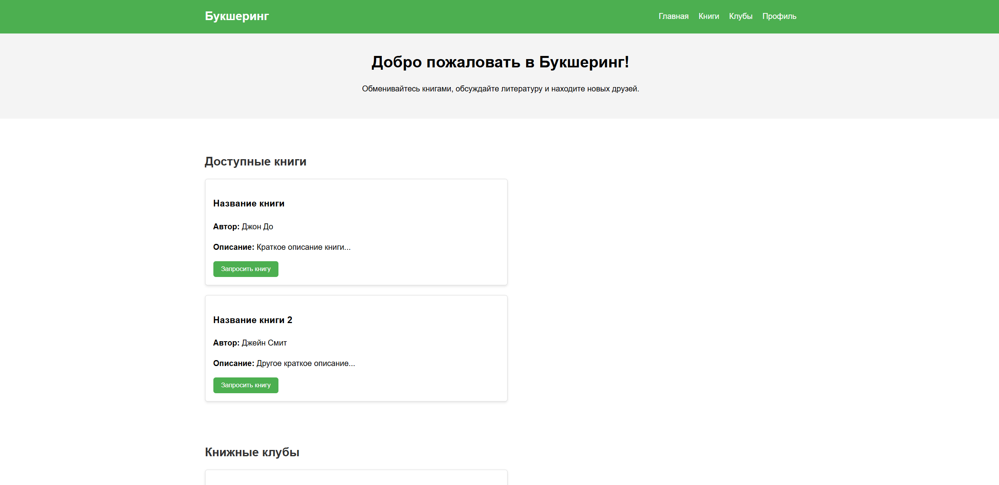 Букшеринг
Главная Книги Клубы Профиль
Добро пожаловать в Букшеринг!
Обменивайтесь книгами, обсуждайте литературу и находите новых друзей.
Доступные книги
Название книги
Автор: Джон До
Описание: Краткое описание книги...
Запросить книгу
Название книги 2
Автор: Джейн Смит
Описание: Другое краткое описание...
Запросить книгу
Книжные клубы